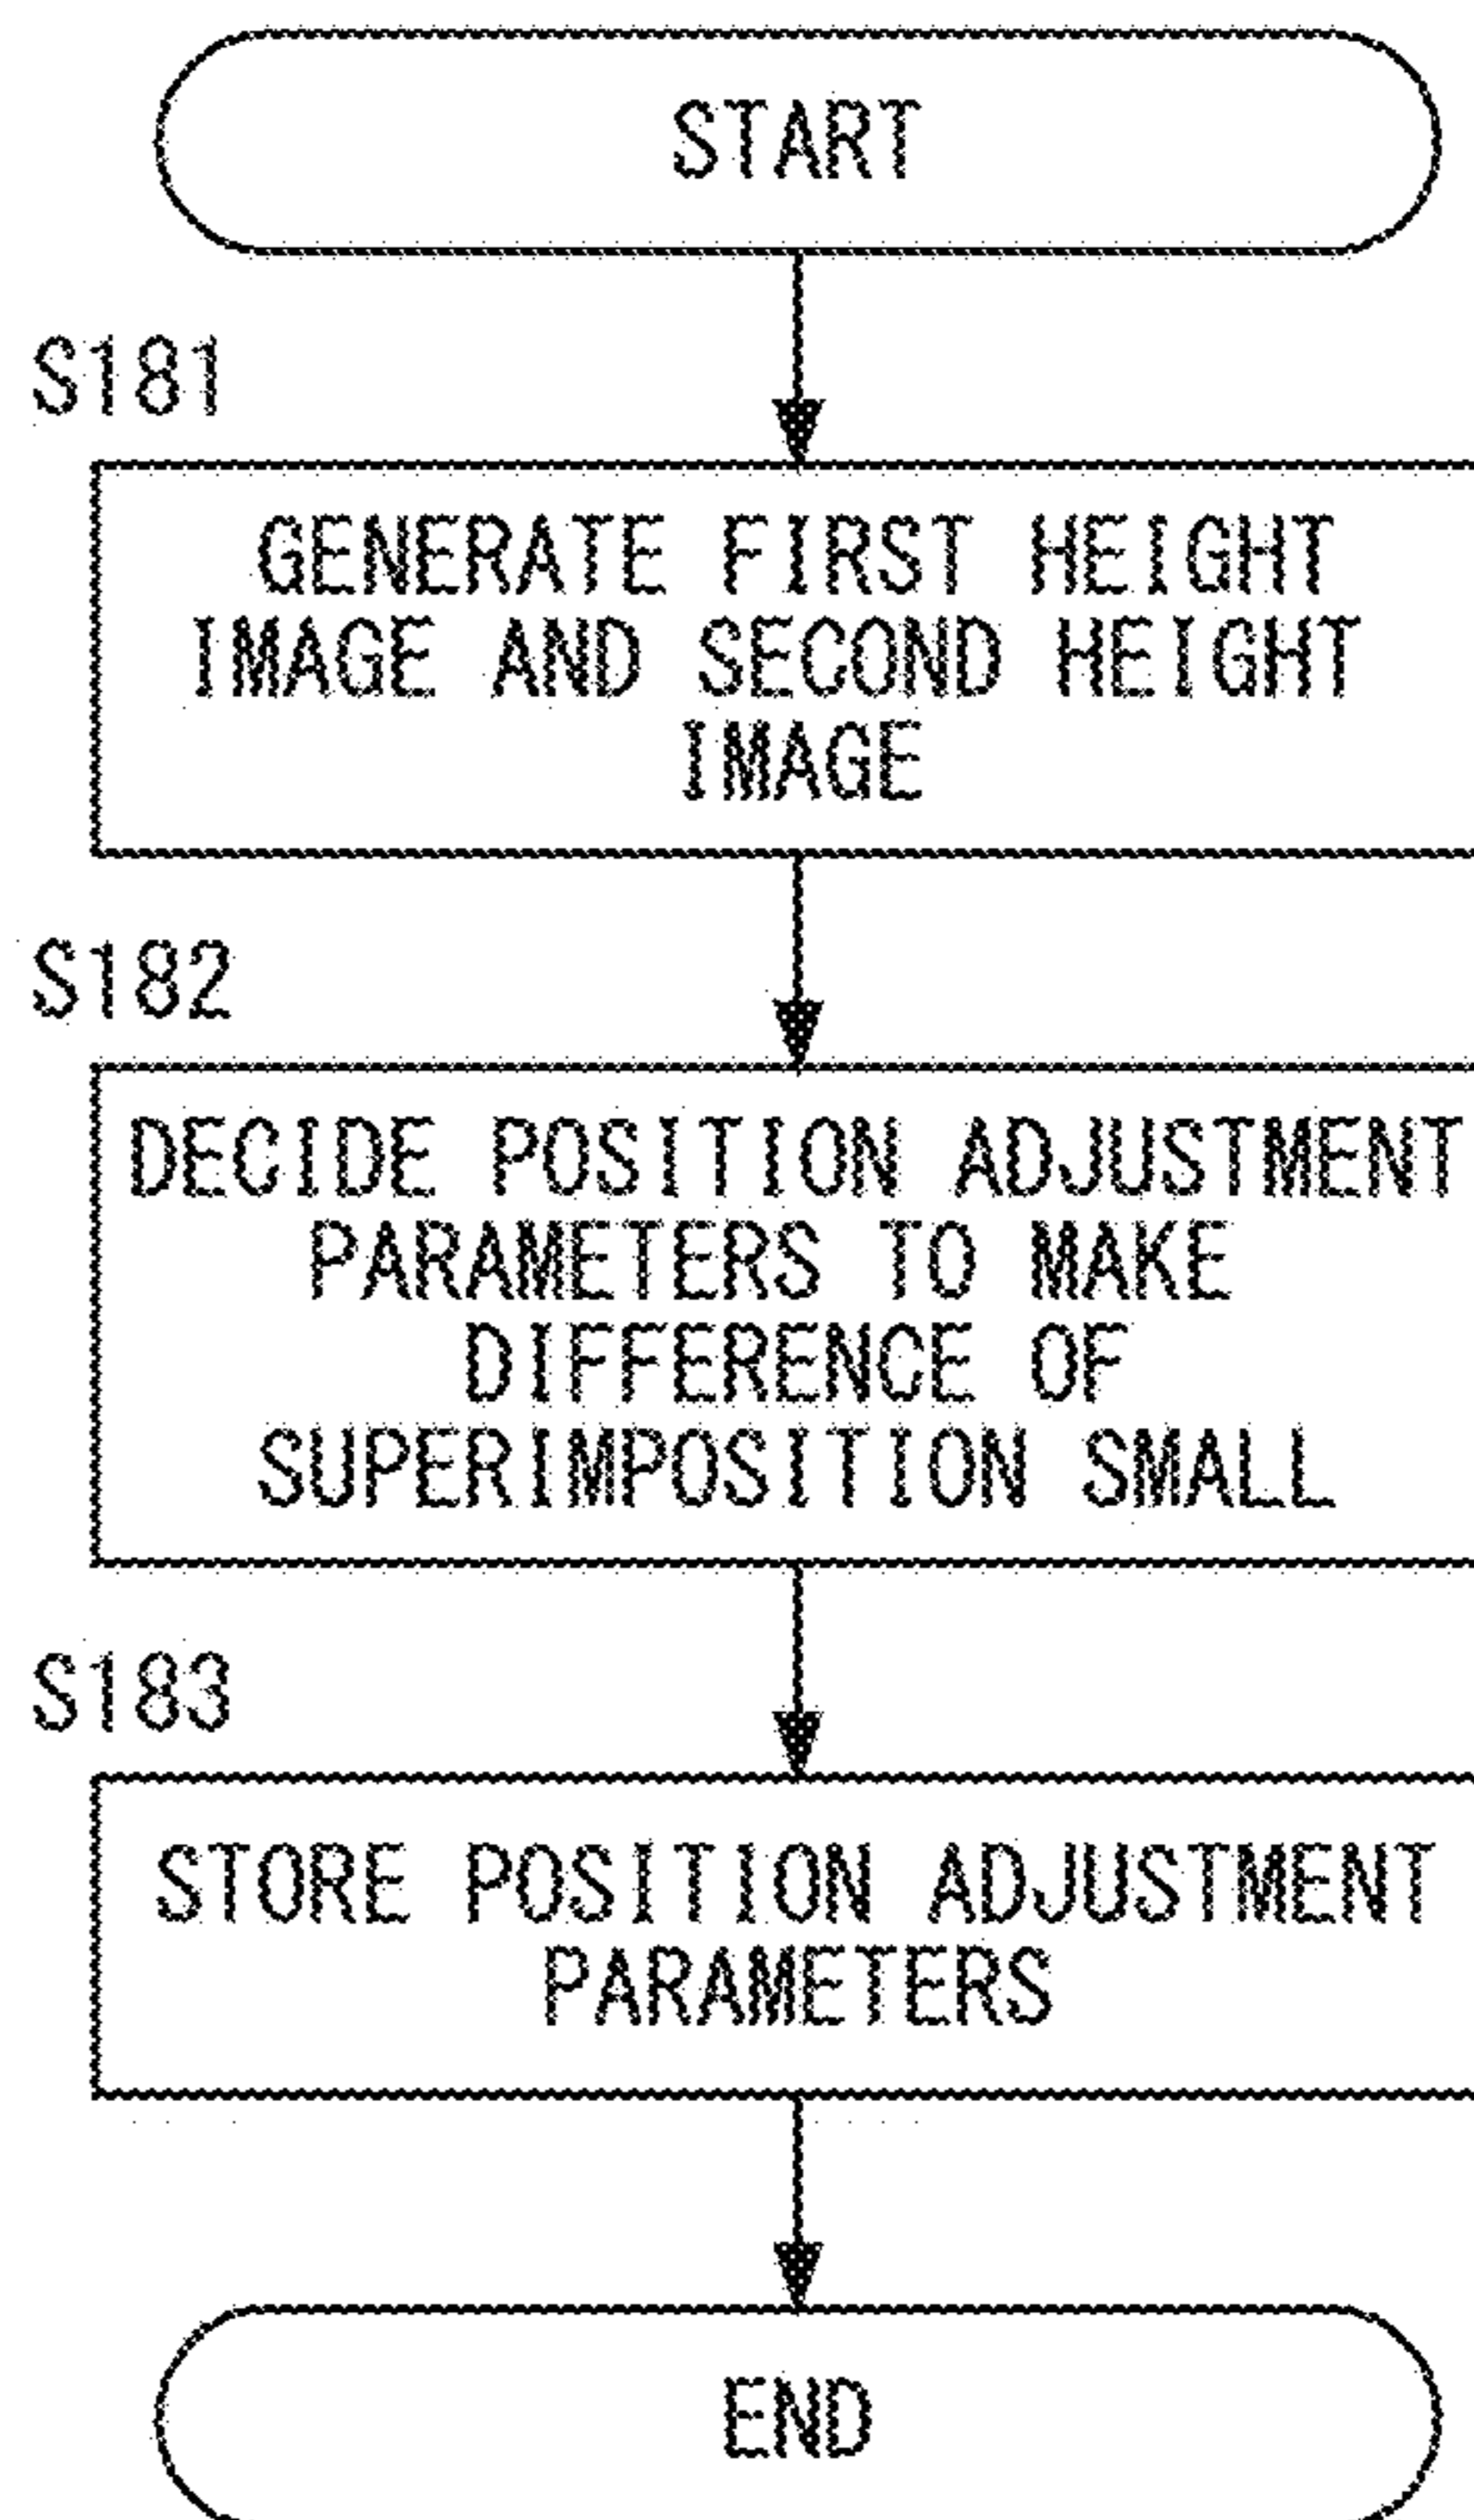 START
S181
GENERATE FIRST HEIGHT
IMAGE AND SECOND HEIGHT
IMAGE
S182
DECIDE POSITION ADJUSTMENT
PARAMETERS TO MAKE
DIFFERENCE OF
SUPERIMPOSITION SMALL
S183
STORE POSITION ADJUSTMENT
PARAMETERS
END